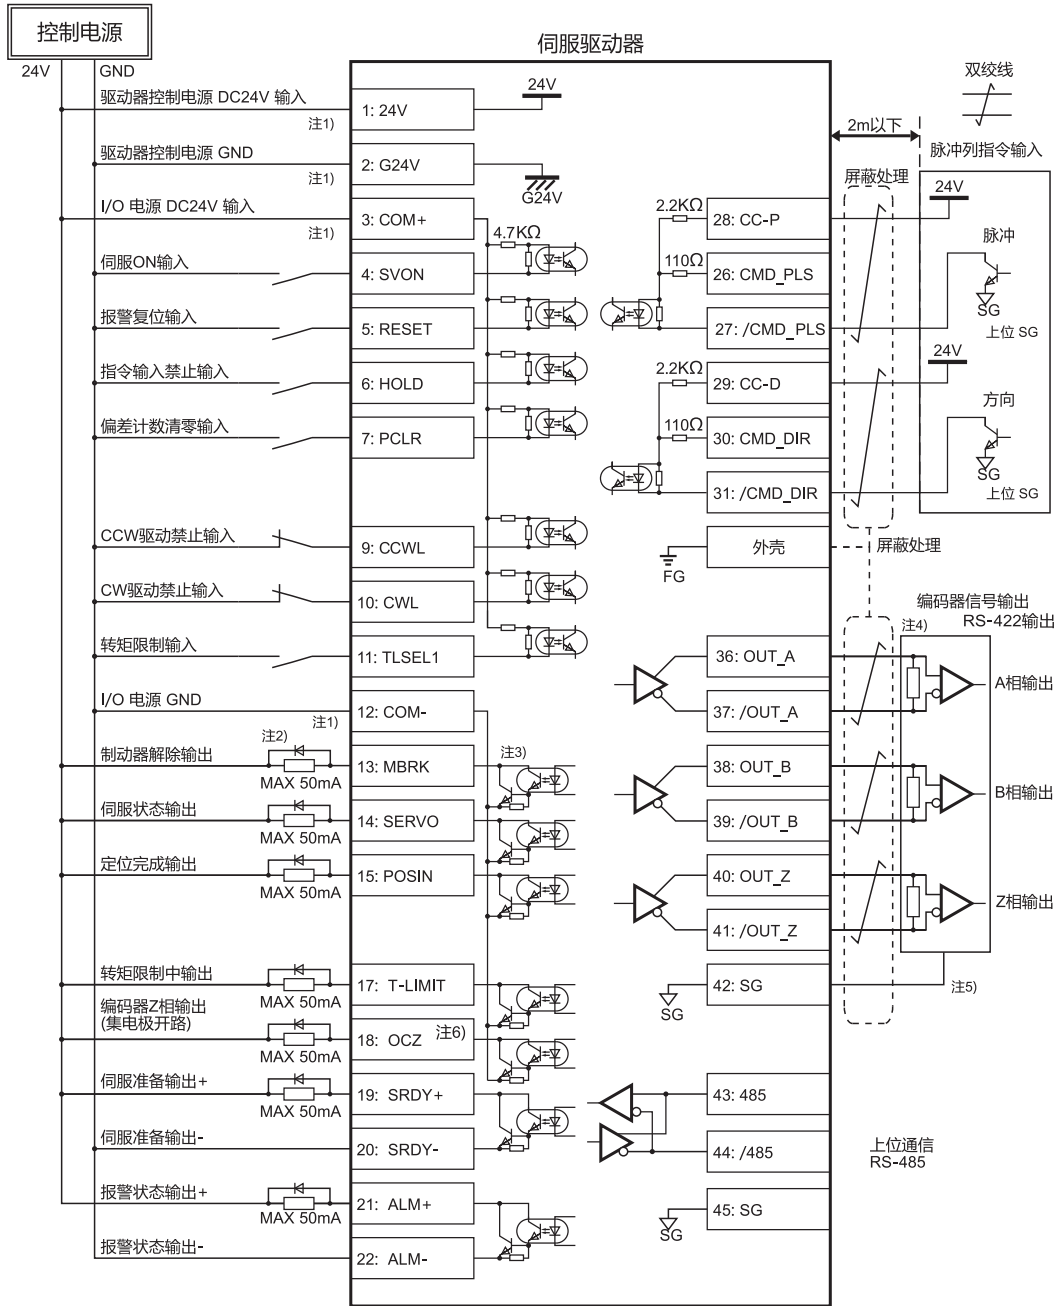 控制电源
24V
GND
伺服驱动器
驱动器控制电源 DC24V 输入
注1)
1: 24V
24V
驱动器控制电源 GND
注1)
2: G24V
G24V
I/O 电源 DC24V 输入
注1)
3: COM+
4.7KΩ
伺服ON输入
4: SVON
报警复位输入
5: RESET
指令输入禁止输入
6: HOLD
偏差计数清零输入
7: PCLR
CCW驱动禁止输入
9: CCWL
CW驱动禁止输入
10: CWL
转矩限制输入
11: TLSEL1
I/O 电源 GND
注1)
12: COM-
制动器解除输出
注2)
MAX 50mA
13: MBRK
注3)
伺服状态输出
MAX 50mA
14: SERVO
定位完成输出
MAX 50mA
15: POSIN
转矩限制中输出
MAX 50mA
17: T-LIMIT
编码器Z相输出
(集电极开路)
MAX 50mA
18: OCZ
注6)
伺服准备输出+
MAX 50mA
19: SRDY+
伺服准备输出-
20: SRDY-
报警状态输出+
MAX 50mA
21: ALM+
报警状态输出-
22: ALM-
双绞线
2m以下
脉冲列指令输入
屏蔽处理
2.2KΩ
28: CC-P
24V
110Ω
26: CMD_PLS
脉冲
27: /CMD_PLS
SG
上位 SG
2.2KΩ
29: CC-D
24V
110Ω
30: CMD_DIR
方向
31: /CMD_DIR
SG
上位 SG
外壳
FG
屏蔽处理
编码器信号输出
RS-422输出
注4)
36: OUT_A
37: /OUT_A
A相输出
38: OUT_B
39: /OUT_B
B相输出
40: OUT_Z
41: /OUT_Z
Z相输出
42: SG
SG
注5)
43: 485
44: /485
上位通信
RS-485
45: SG
SG